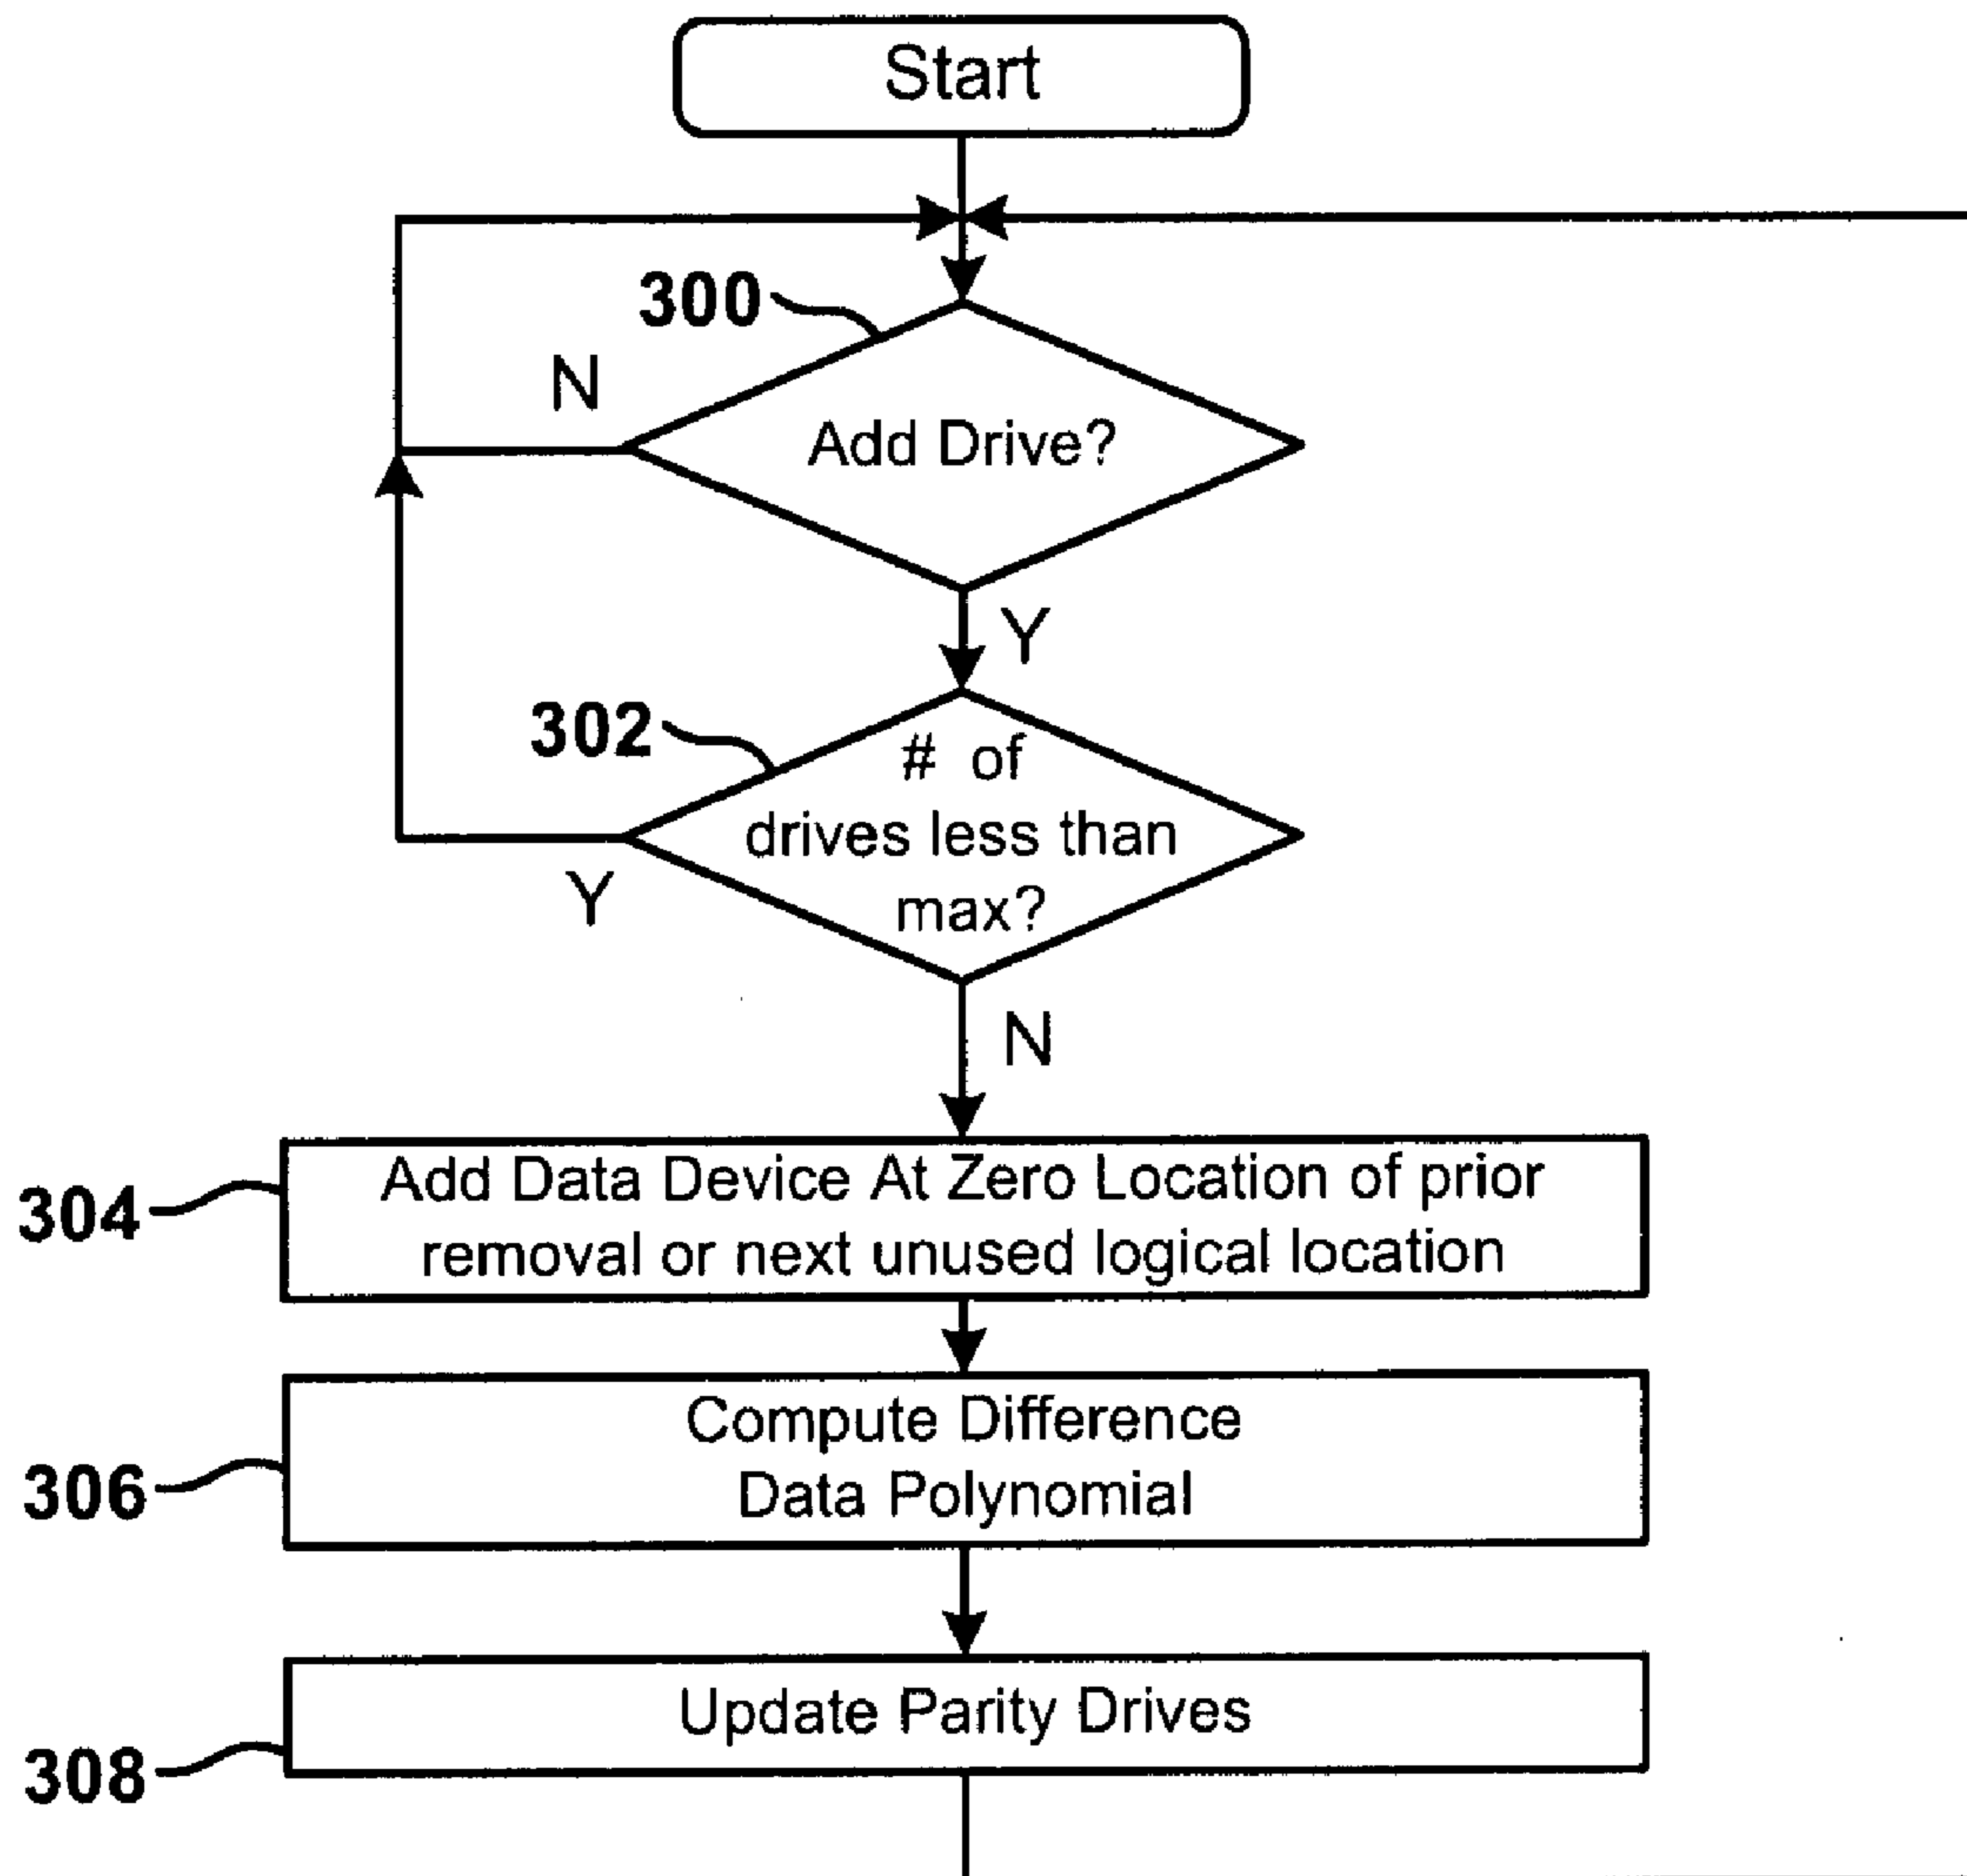 Start
300
N
Add Drive?
Y
302
# of
drives less than
max?
Y
N
304
Add Data Device At Zero Location of prior
removal or next unused logical location
306
Compute Difference
Data Polynomial
308
Update Parity Drives